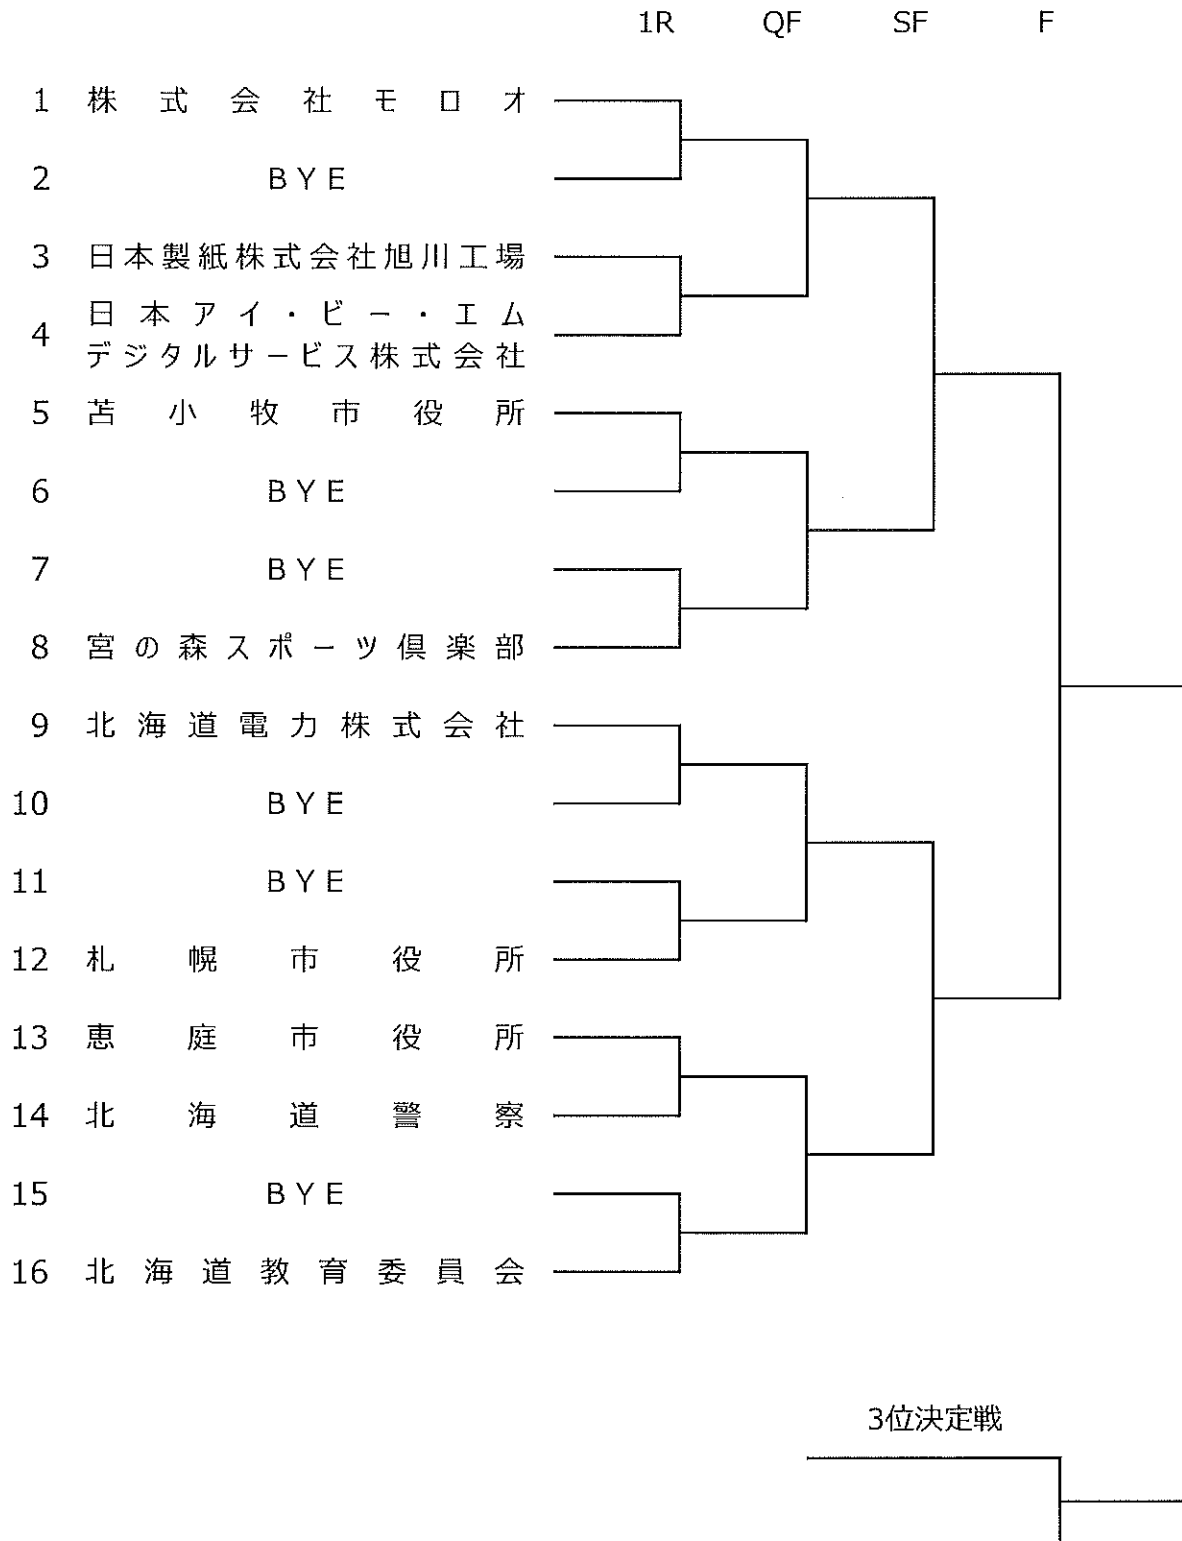 1R QF SF F
1 株式会社モロオ
2 BYE
3 日本製紙株式会社旭川工場
4 日本アイ・ビー・エム
デジタルサービス株式会社
5 苫小牧市役所
6 BYE
7 BYE
8 宮の森スポーツ倶楽部
9 北海道電力株式会社
10 BYE
11 BYE
12 札幌市役所
13 恵庭市役所
14 北海道警察
15 BYE
16 北海道教育委員会
3位決定戦